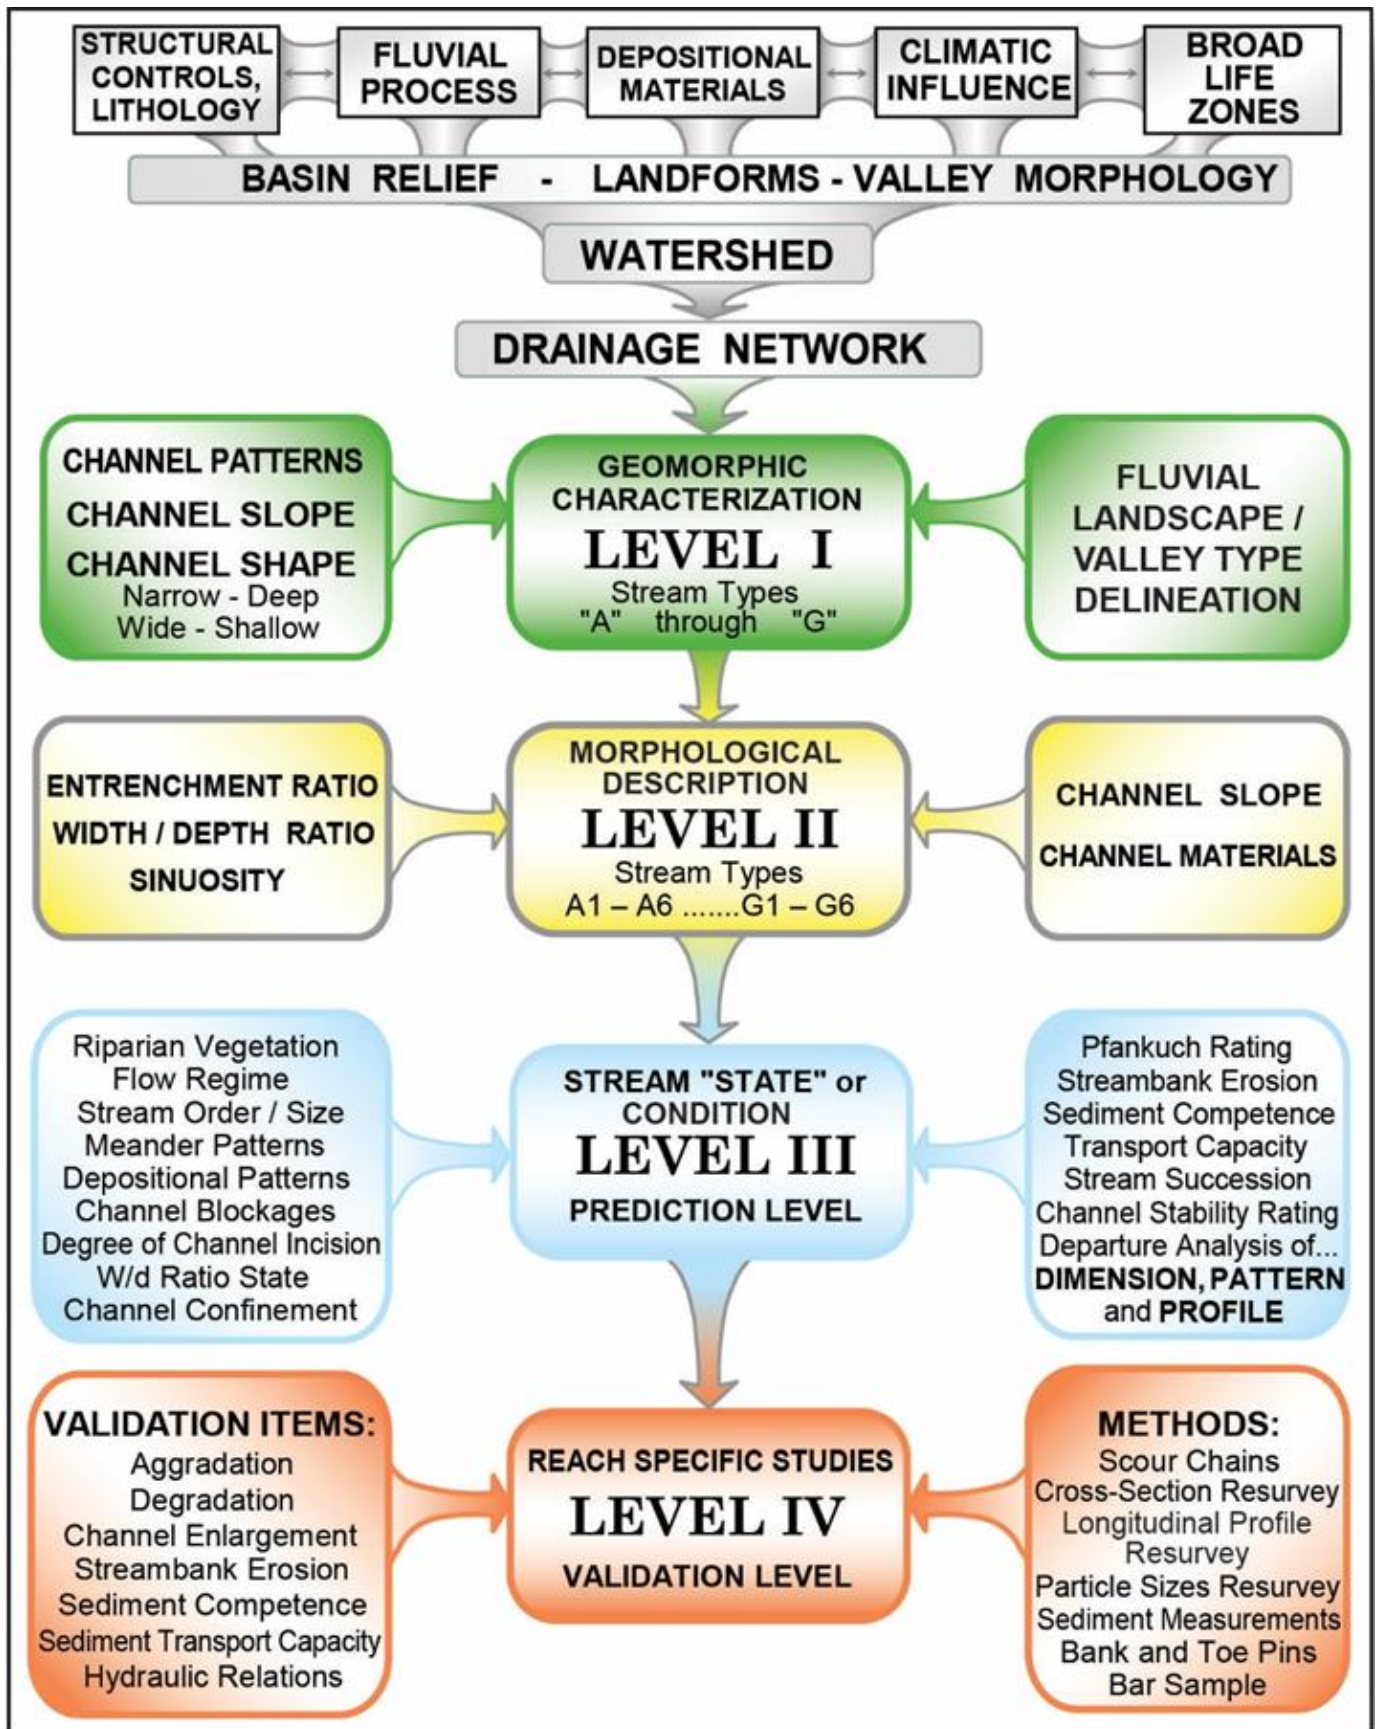 STRUCTURAL
CONTROLS,
LITHOLOGY
FLUVIAL
PROCESS
DEPOSITIONAL
MATERIALS
CLIMATIC
INFLUENCE
BROAD
LIFE
ZONES
BASIN RELIEF - LANDFORMS - VALLEY MORPHOLOGY
WATERSHED
DRAINAGE NETWORK
CHANNEL PATTERNS
CHANNEL SLOPE
CHANNEL SHAPE
Narrow - Deep
Wide - Shallow
GEOMORPHIC
CHARACTERIZATION
LEVEL I
Stream Types
"A" through "G"
FLUVIAL
LANDSCAPE /
VALLEY TYPE
DELINEATION
ENTRENCHMENT RATIO
WIDTH / DEPTH RATIO
SINUOSITY
MORPHOLOGICAL
DESCRIPTION
LEVEL II
Stream Types
A1 – A6 .......G1 – G6
CHANNEL SLOPE
CHANNEL MATERIALS
Riparian Vegetation
Flow Regime
Stream Order / Size
Meander Patterns
Depositional Patterns
Channel Blockages
Degree of Channel Incision
W/d Ratio State
Channel Confinement
STREAM "STATE" or
CONDITION
LEVEL III
PREDICTION LEVEL
Pfankuch Rating
Streambank Erosion
Sediment Competence
Transport Capacity
Stream Succession
Channel Stability Rating
Departure Analysis of...
DIMENSION, PATTERN
and PROFILE
VALIDATION ITEMS:
Aggradation
Degradation
Channel Enlargement
Streambank Erosion
Sediment Competence
Sediment Transport Capacity
Hydraulic Relations
REACH SPECIFIC STUDIES
LEVEL IV
VALIDATION LEVEL
METHODS:
Scour Chains
Cross-Section Resurvey
Longitudinal Profile
Resurvey
Particle Sizes Resurvey
Sediment Measurements
Bank and Toe Pins
Bar Sample